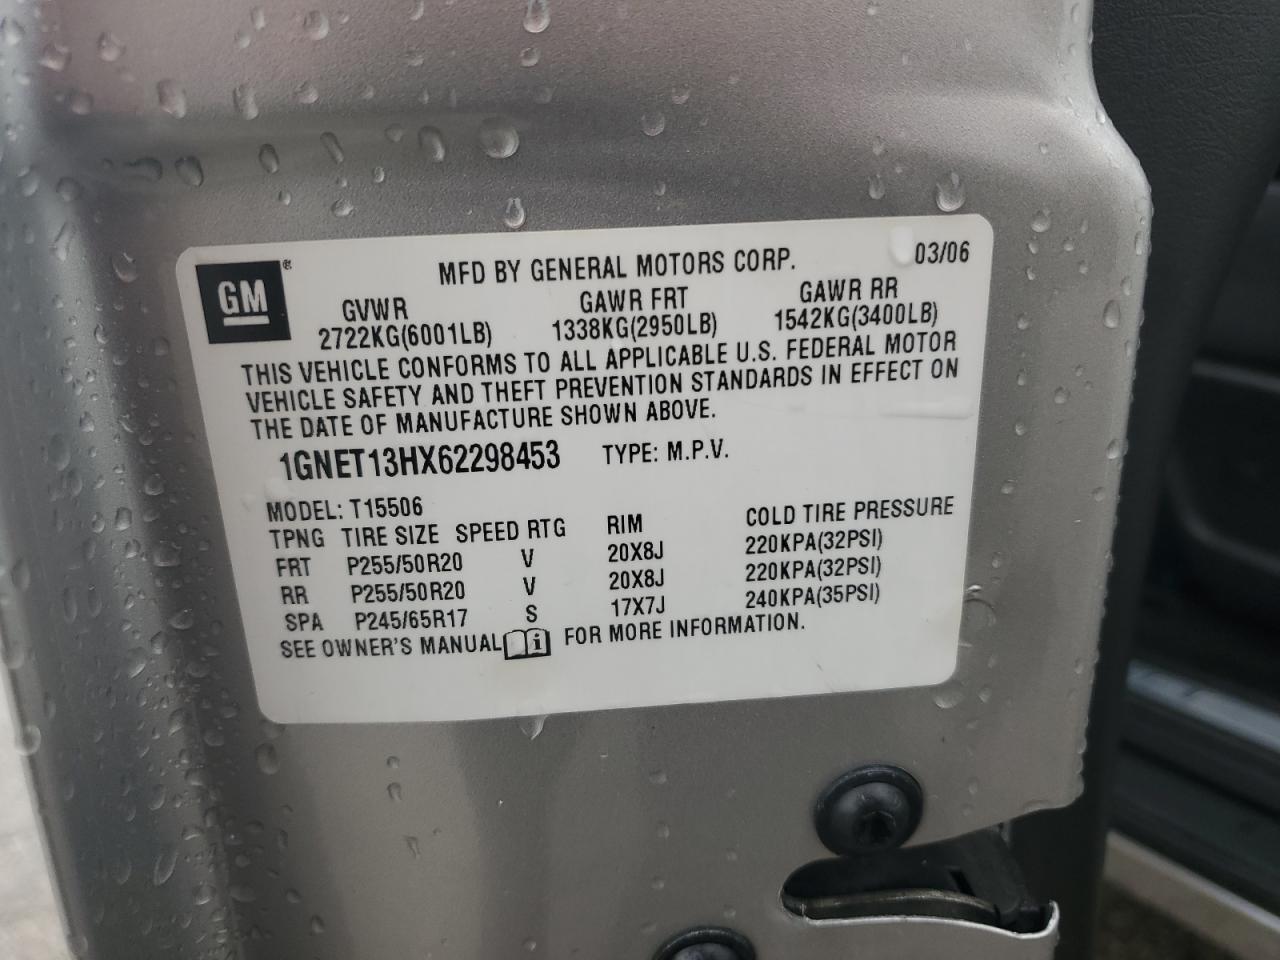 GM®
MFD BY GENERAL MOTORS CORP. 03/06
GVWR GAWR FRT GAWR RR
2722KG(6001LB) 1338KG(2950LB) 1542KG(3400LB)
THIS VEHICLE CONFORMS TO ALL APPLICABLE U.S. FEDERAL MOTOR
VEHICLE SAFETY AND THEFT PREVENTION STANDARDS IN EFFECT ON
THE DATE OF MANUFACTURE SHOWN ABOVE.
1GNET13HX62298453 TYPE: M.P.V.
MODEL: T15506
TPNG TIRE SIZE SPEED RTG RIM COLD TIRE PRESSURE
FRT P255/50R20 V 20X8J 220KPA(32PSI)
RR P255/50R20 V 20X8J 220KPA(32PSI)
SPA P245/65R17 S 17X7J 240KPA(35PSI)
SEE OWNER'S MANUAL i FOR MORE INFORMATION.